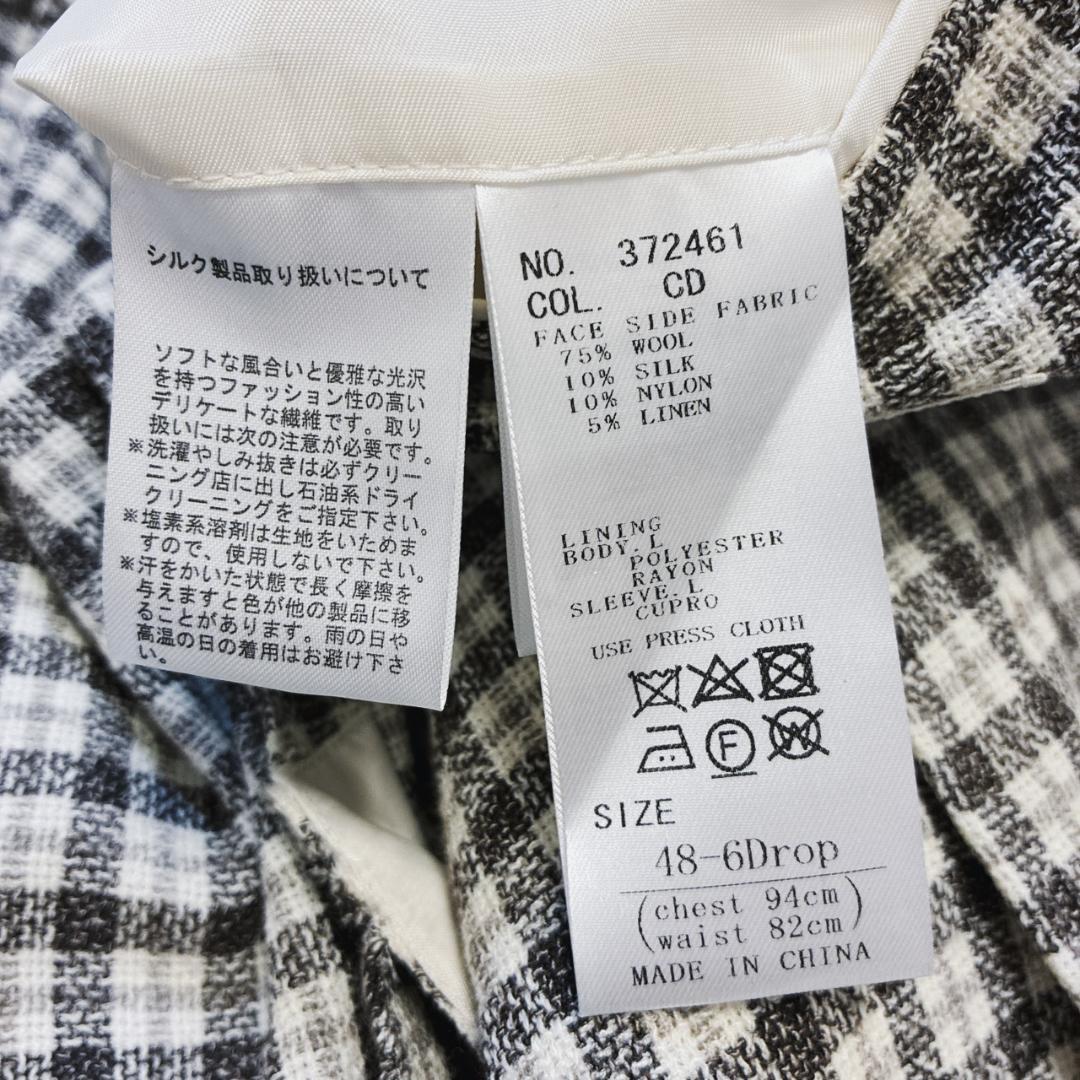 シルク製品取り扱いについて
ソフトな風合いと優雅な光沢
を持つファッション性の高い
デリケートな繊維です。取り
扱いには次の注意が必要です。
※洗濯やしみ抜きは必ずクリー
ニング店に出し石油系ドライ
クリーニングをご指定下さい。
※塩素系溶剤は生地をいためま
すので、使用しないで下さい。
※汗をかいた状態で長く摩擦を
与えますと色が他の製品に移
ることがあります。雨の日や
高温の日の着用はお避け下さ
い。
NO. 372461
COL. CD
FACE SIDE FABRIC
75% WOOL
10% SILK
10% NYLON
5% LINEN
LINING
BODY.L
POLYESTER
RAYON
SLEEVE.L
CUPRO
USE PRESS CLOTH
F W
SIZE
48-6Drop
(chest 94cm
waist 82cm)
MADE IN CHINA